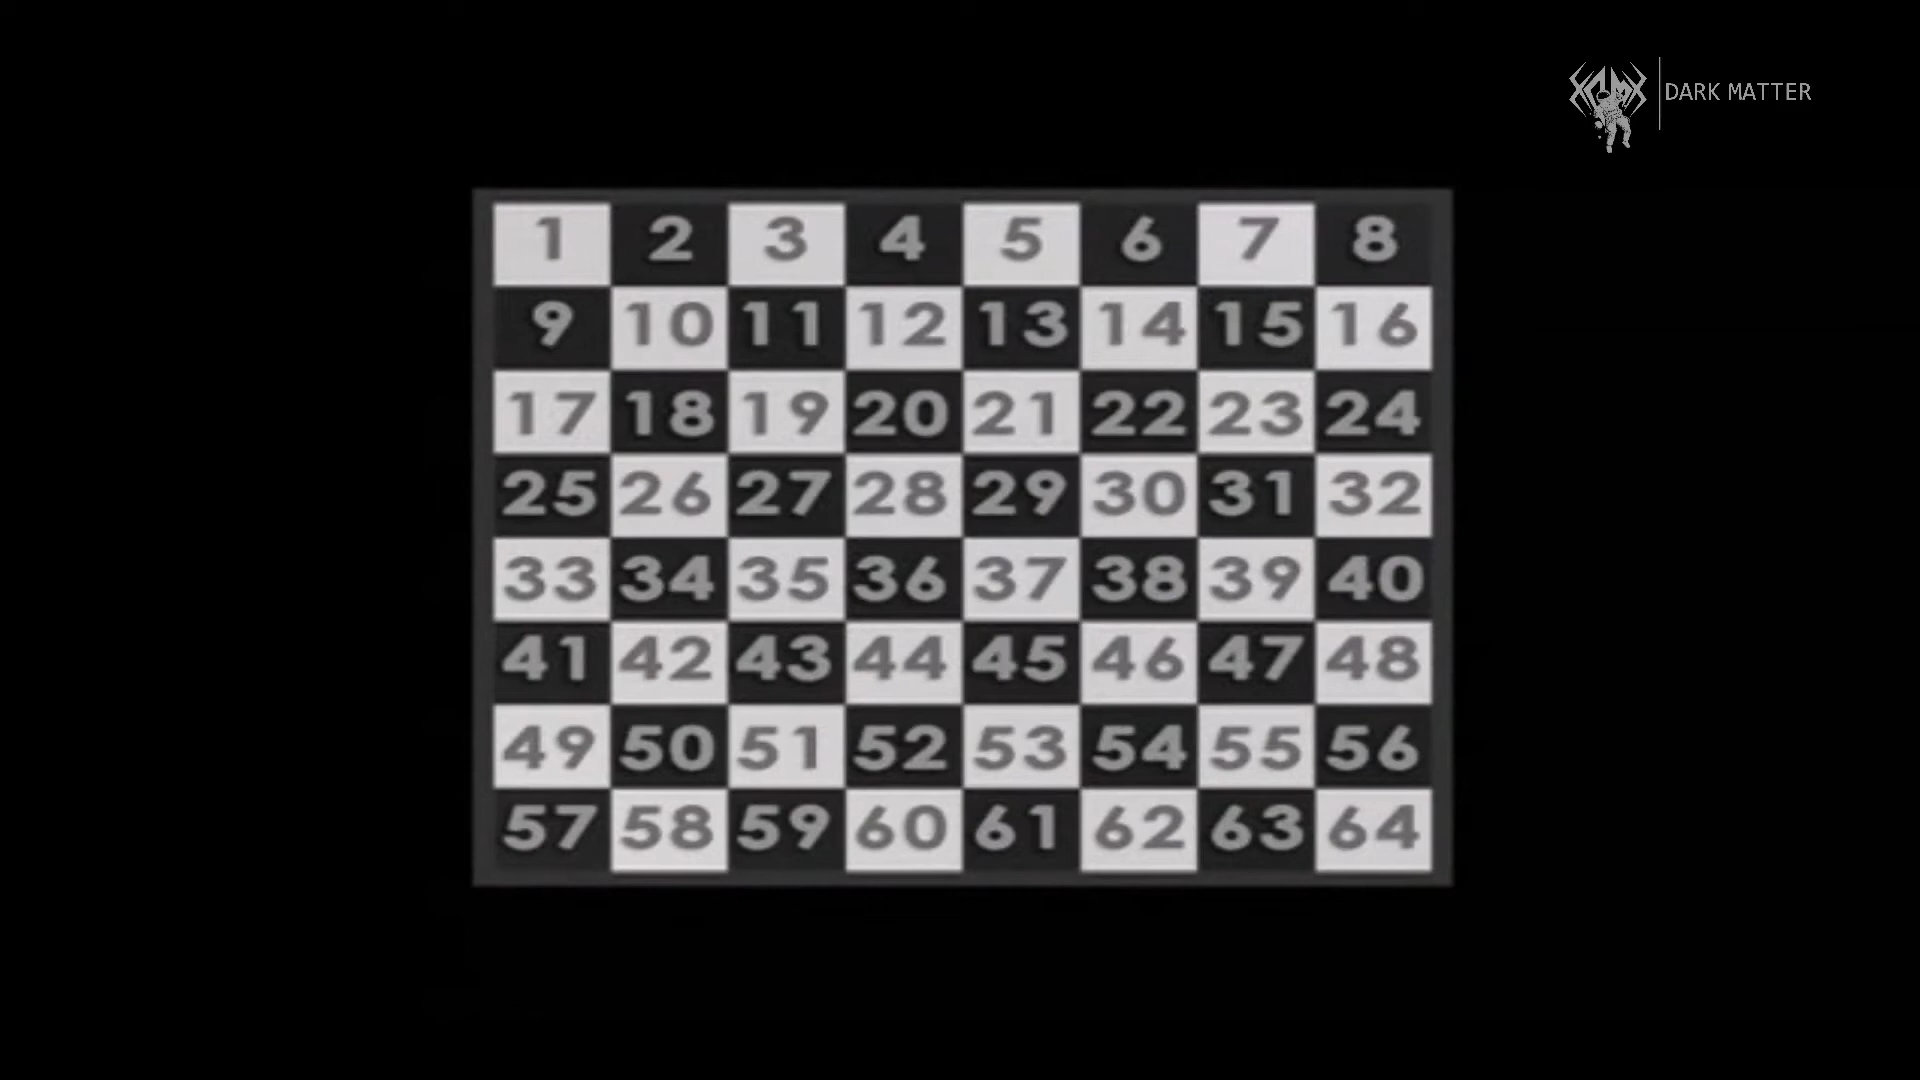 DARK MATTER
1 2 3 4 5 6 7 8
9 10 11 12 13 14 15 16
17 18 19 20 21 22 23 24
25 26 27 28 29 30 31 32
33 34 35 36 37 38 39 40
41 42 43 44 45 46 47 48
49 50 51 52 53 54 55 56
57 58 59 60 61 62 63 64